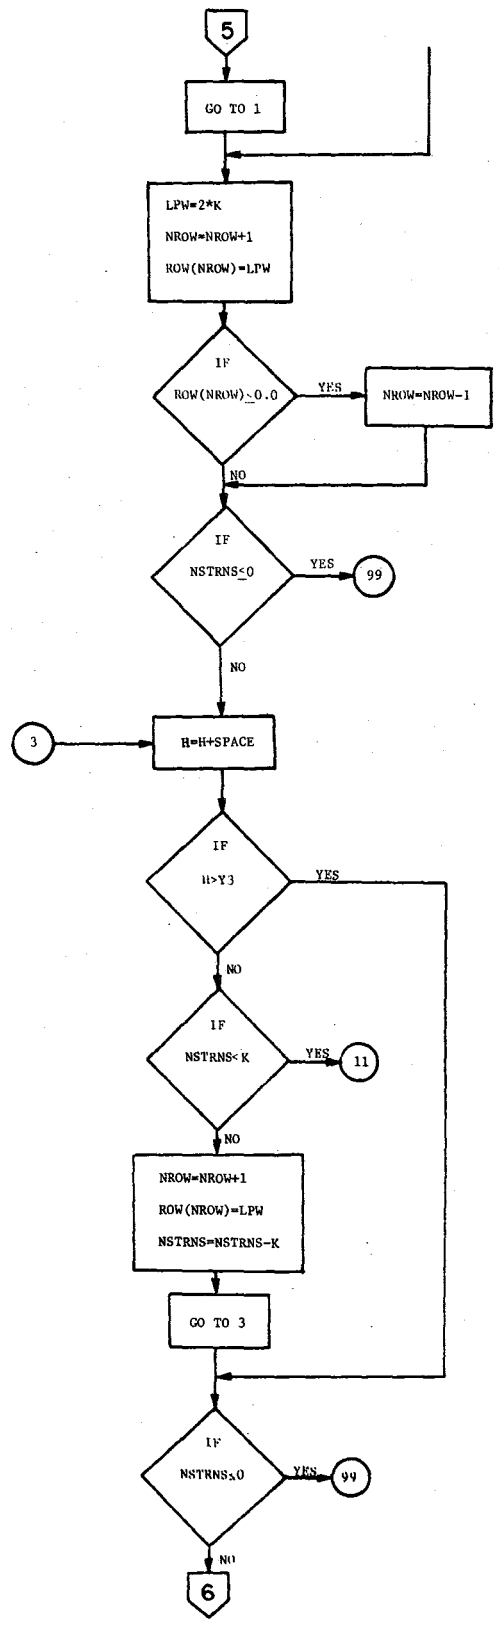 5
GO TO 1
LPW=2*K
NROW=NROW+1
ROW(NROW)=LPW
IF
ROW(NROW)≤0.0
YES
NROW=NROW-1
NO
IF
NSTRNS≤0
YES
99
NO
3
H=H+SPACE
IF
H>Y3
YES
NO
IF
NSTRNS<K
YES
11
NO
NROW=NROW+1
ROW(NROW)=LPW
NSTRNS=NSTRNS-K
GO TO 3
IF
NSTRNS≤0
YES
99
NO
6